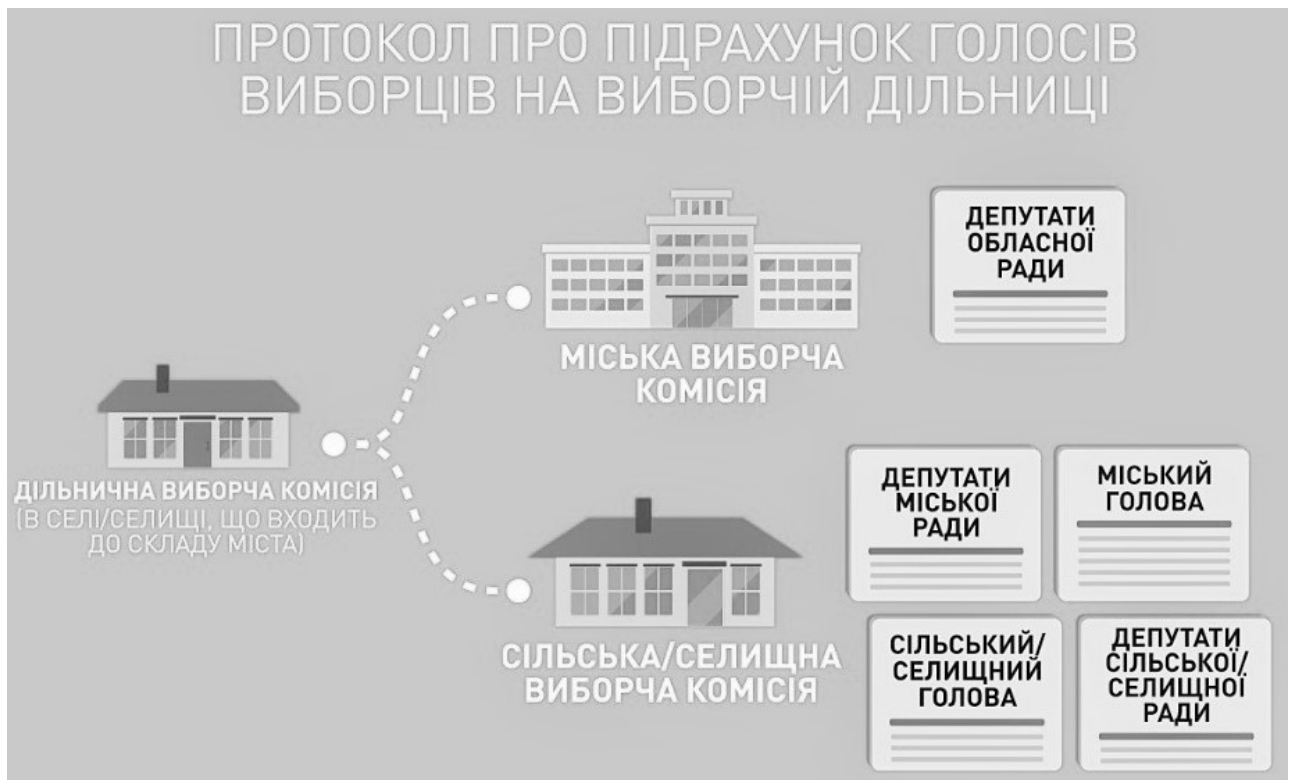 ПРОТОКОЛ ПРО ПІДРАХУНОК ГОЛОСІВ
ВИБОРЦІВ НА ВИБОРЧІЙ ДІЛЬНИЦІ
ДЕПУТАТИ
ОБЛАСНОЇ
РАДИ
МІСЬКА ВИБОРЧА
КОМІСІЯ
ДІЛЬНИЧНА ВИБОРЧА КОМІСІЯ
(В СЕЛІ/СЕЛИЩІ, ЩО ВХОДИТЬ
ДО СКЛАДУ МІСТА)
ДЕПУТАТИ
МІСЬКОЇ
РАДИ
МІСЬКИЙ
ГОЛОВА
СІЛЬСЬКА/СЕЛИЩНА
ВИБОРЧА КОМІСІЯ
СІЛЬСЬКИЙ/
СЕЛИЩНИЙ
ГОЛОВА
ДЕПУТАТИ
СІЛЬСЬКОЇ/
СЕЛИЩНОЇ
РАДИ